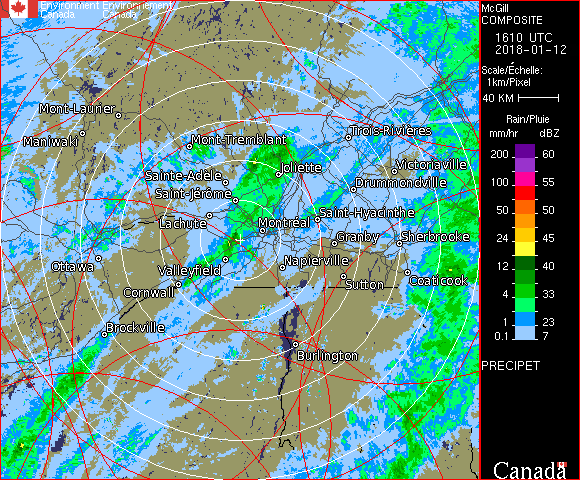 Environment Environnement
Canada Canada
McGill
COMPOSITE
1610 UTC
2018-01-12
Scale/Échelle:
1km/Pixel
40 KM
Rain/Pluie
mm/hr dBZ
200 60
150 55
100 50
50 45
24 40
12 33
4 23
1 7
0.1
PRECIPET
Canada
Mont-Laurier
Maniwaki
Mont-Tremblant
Trois-Rivières
Joliette
Victoriaville
Sainte-Adèle
Drummondville
Saint-Jérôme
Lachute
Saint-Hyacinthe
Montréal
Granby
Sherbrooke
Ottawa
Valleyfield
Napierville
Coaticook
Cornwall
Sutton
Brockville
Burlington